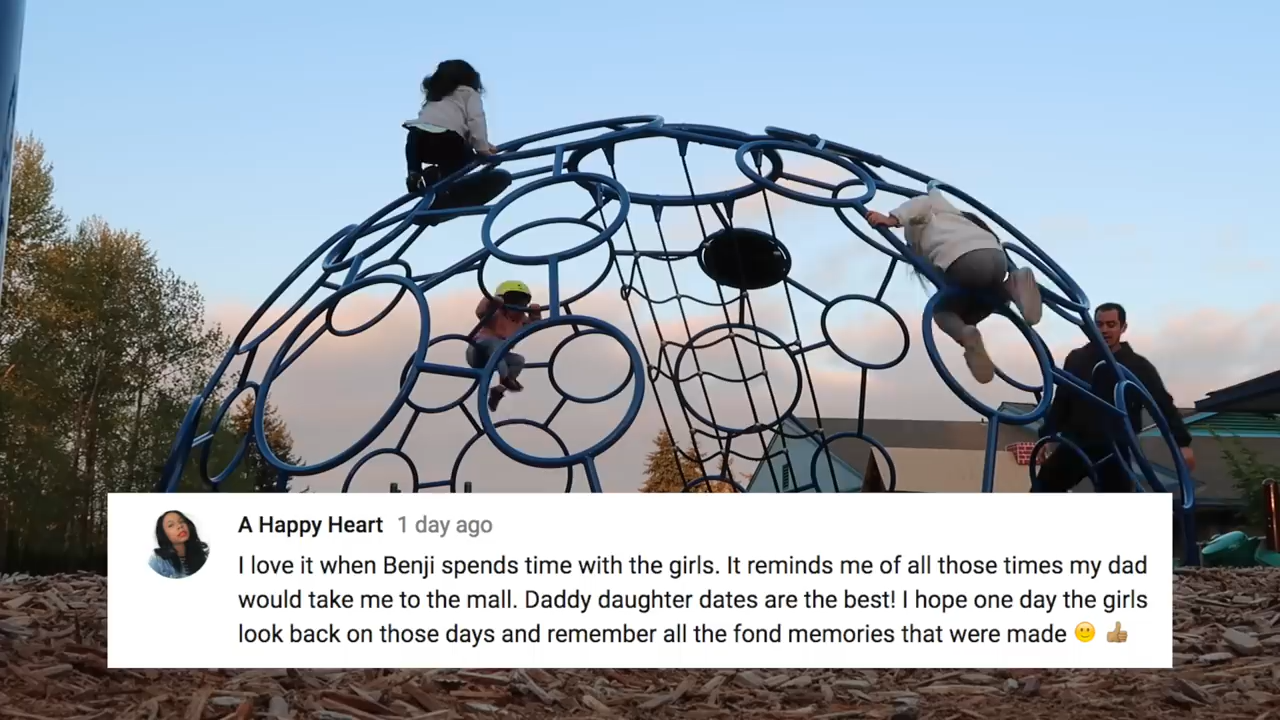 A Happy Heart 1 day ago
I love it when Benji spends time with the girls. It reminds me of all those times my dad
would take me to the mall. Daddy daughter dates are the best! I hope one day the girls
look back on those days and remember all the fond memories that were made 🙂 👍🏽